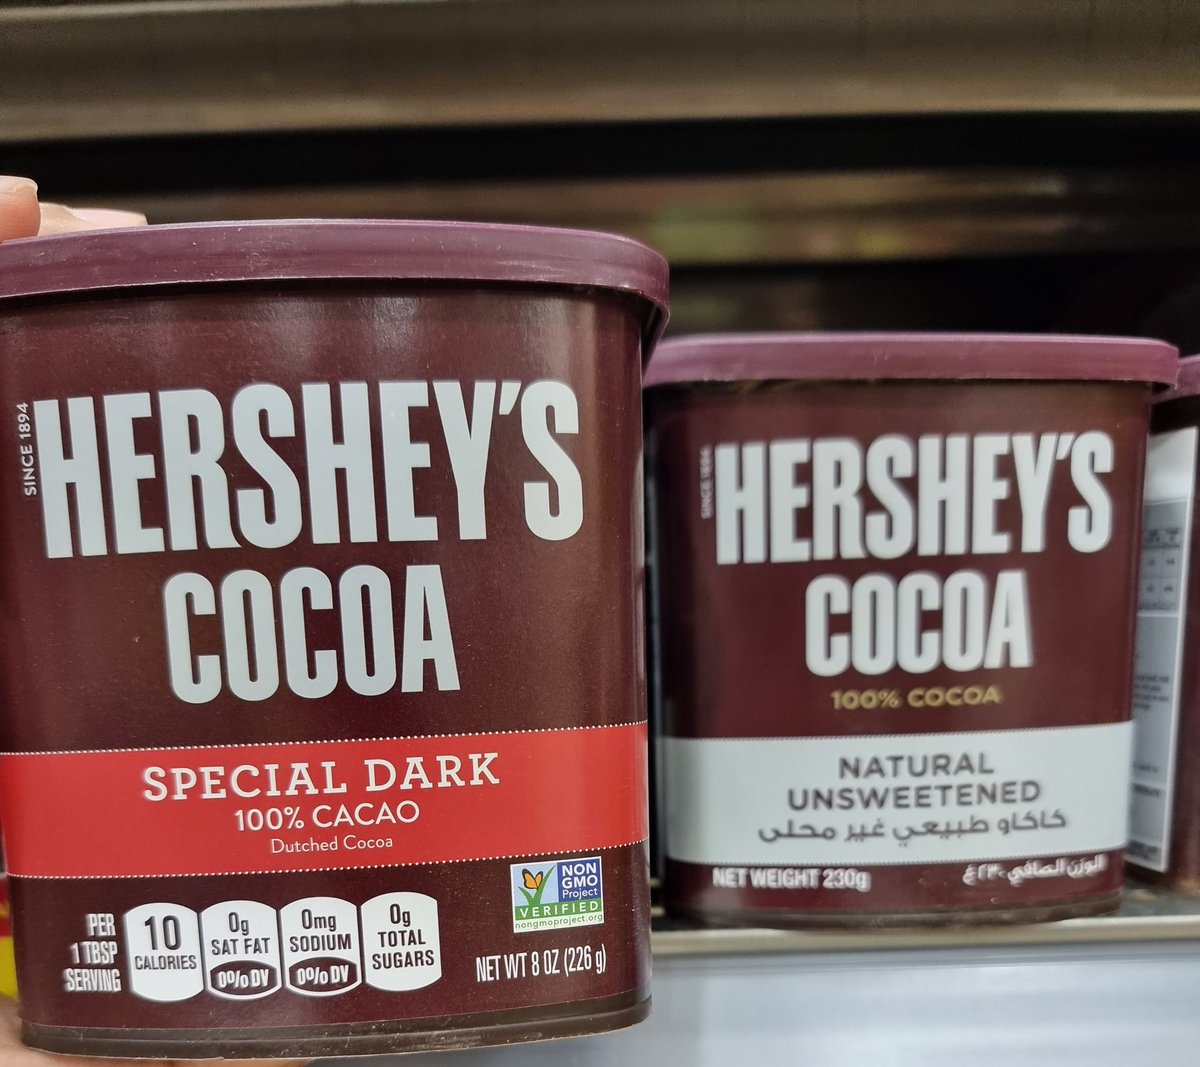 SINCE 1894
HERSHEY'S
COCOA
SPECIAL DARK
100% CACAO
Dutched Cocoa
PER
1 TBSP
SERVING
10
CALORIES
0g
SAT FAT
0% DV
0mg
SODIUM
0% DV
0g
TOTAL
SUGARS
NON
GMO
Project
VERIFIED
nongmoproject.org
NET WT 8 OZ (226 g)
SINCE 1894
HERSHEY'S
COCOA
100% COCOA
NATURAL
UNSWEETENED
كاكاو طبيعي غير محلى
NET WEIGHT 230g
الوزن الصافي ٢٣٠غ